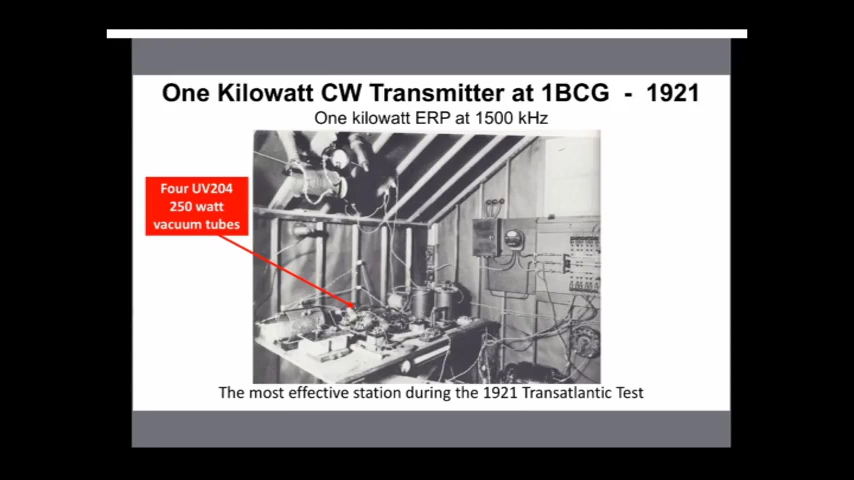 One Kilowatt CW Transmitter at 1BCG - 1921
One kilowatt ERP at 1500 kHz
Four UV204
250 watt
vacuum tubes
The most effective station during the 1921 Transatlantic Test